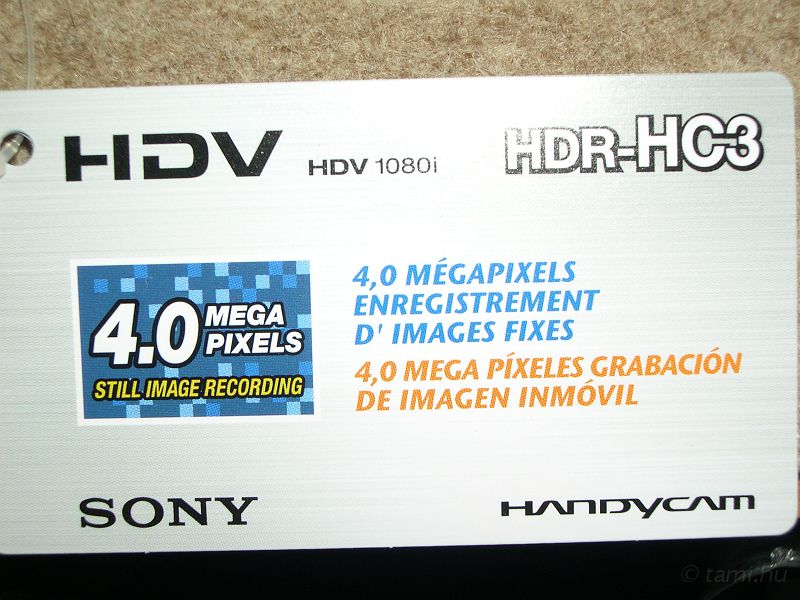 HDV HDV 1080i HDR-HC3
4.0 MEGA PIXELS
STILL IMAGE RECORDING
4,0 MÉGAPIXELS
ENREGISTREMENT
D' IMAGES FIXES
4,0 MEGA PÍXELES GRABACIÓN
DE IMAGEN INMÓVIL
SONY HANDYCAM
© tami.hu